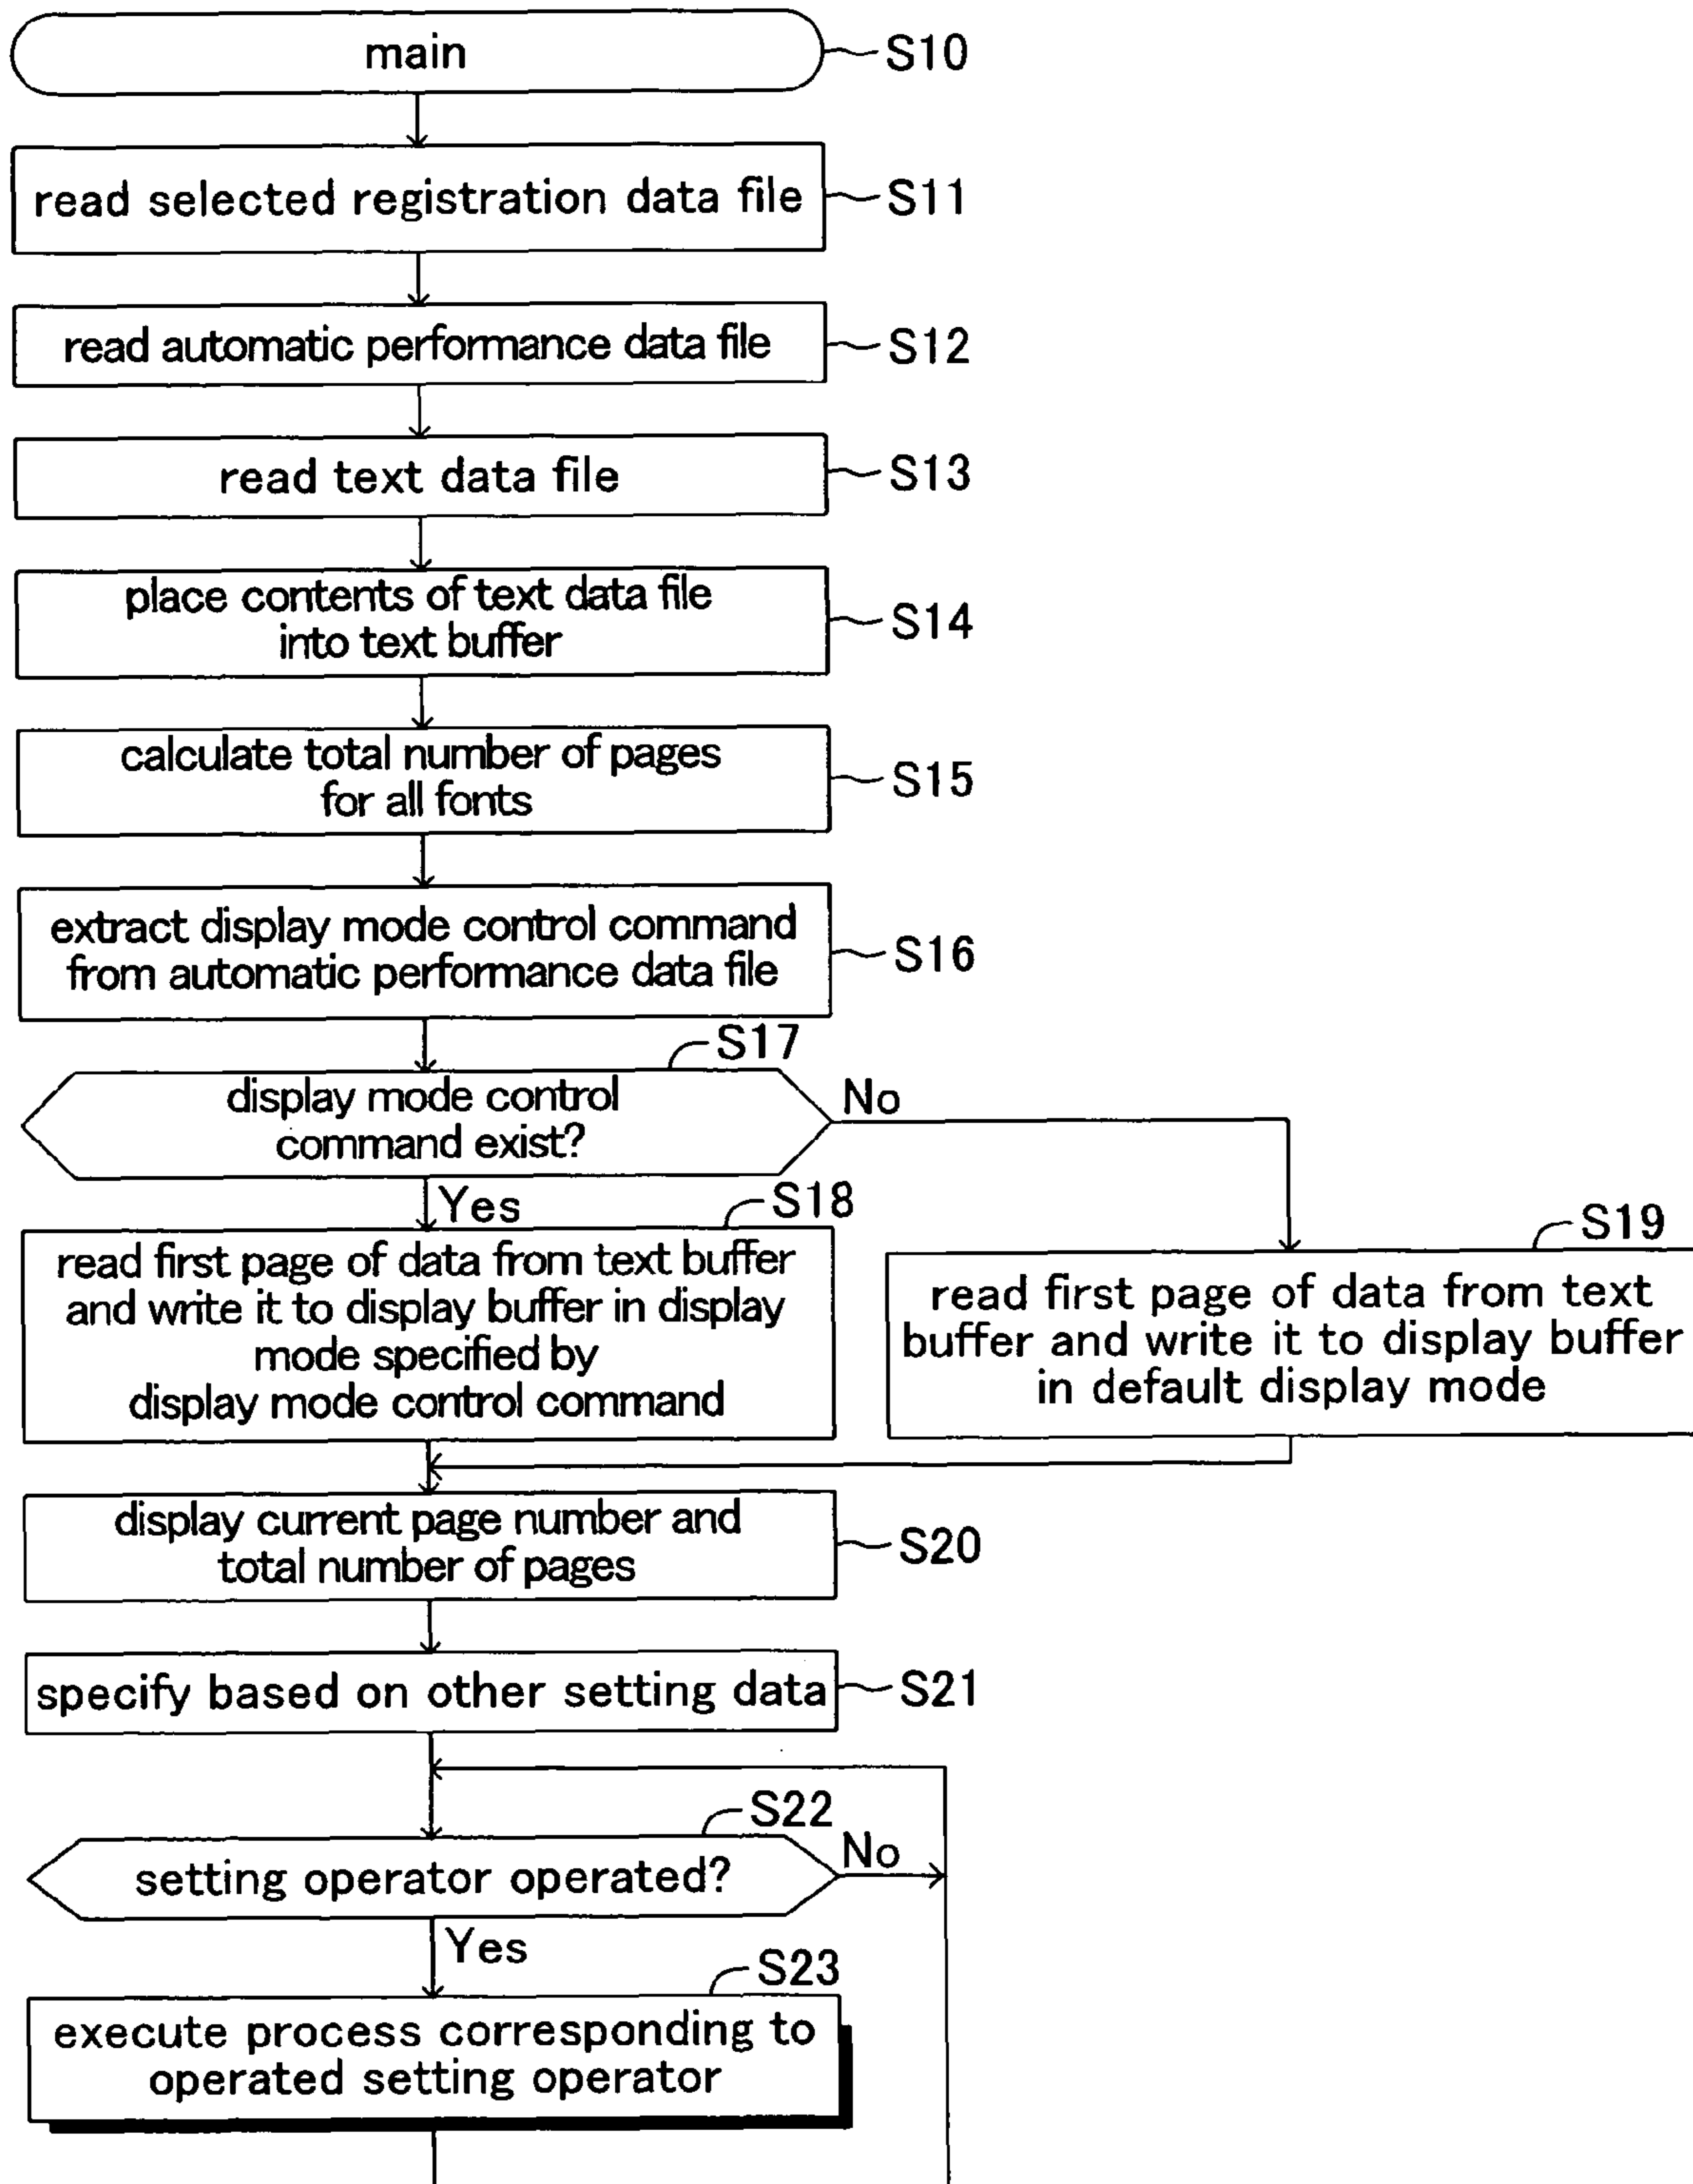 main
S10
read selected registration data file
S11
read automatic performance data file
S12
read text data file
S13
place contents of text data file
into text buffer
S14
calculate total number of pages
for all fonts
S15
extract display mode control command
from automatic performance data file
S16
S17
display mode control
command exist?
No
Yes
S18
read first page of data from text buffer
and write it to display buffer in display
mode specified by
display mode control command
S19
read first page of data from text
buffer and write it to display buffer
in default display mode
display current page number and
total number of pages
S20
specify based on other setting data
S21
S22
setting operator operated?
No
Yes
S23
execute process corresponding to
operated setting operator